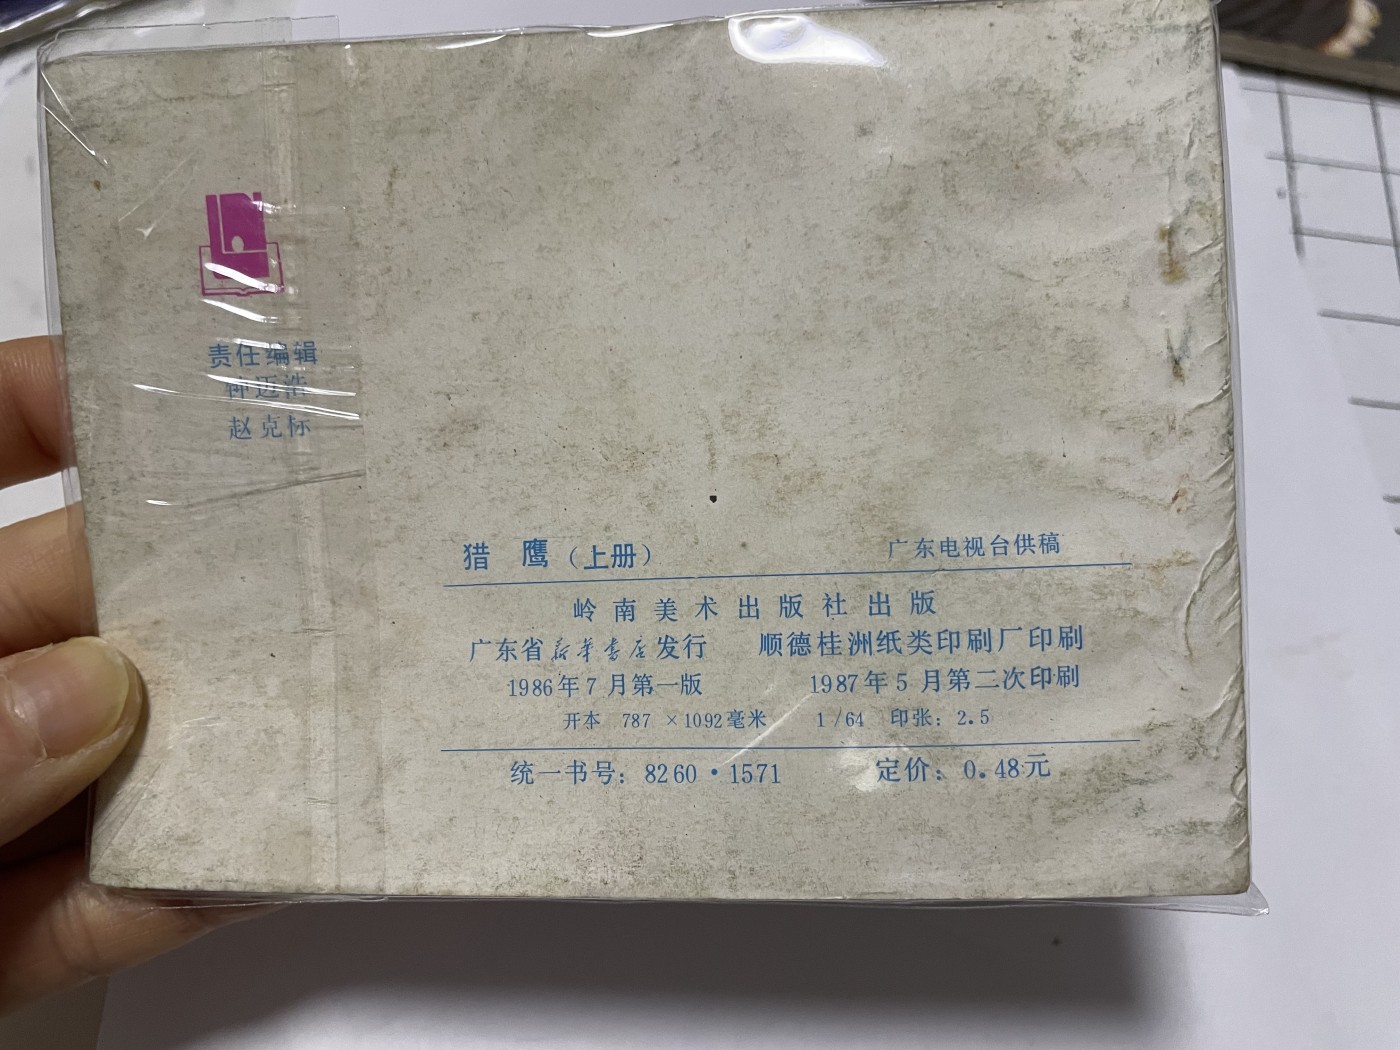 责任编辑
钟迈浩
赵克标
猎 鹰（上册） 广东电视台供稿
岭南美术出版社出版
广东省新华书店发行 顺德桂洲纸类印刷厂印刷
1986年7月第一版 1987年5月第二次印刷
开本 787×1092毫米 1/64 印张：2.5
统一书号：8260·1571 定价：0.48元